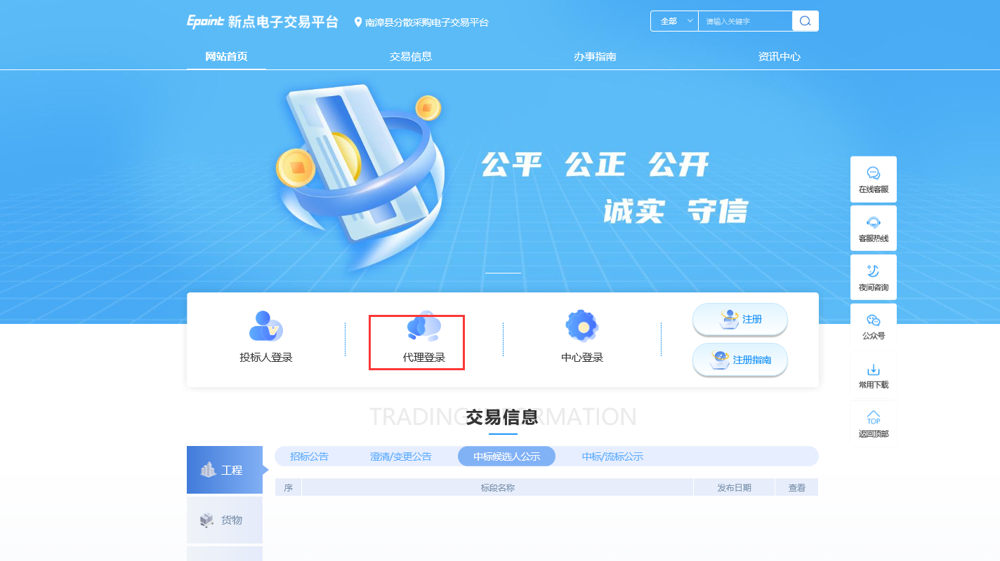 Epoint 新点电子交易平台
南漳县分散采购电子交易平台
全部
请输入关键字
网站首页
交易信息
办事指南
资讯中心
公平 公正 公开
诚实 守信
在线客服
客服热线
夜间咨询
公众号
常用下载
TOP
返回顶部
投标人登录
代理登录
中心登录
注册
注册指南
TRADING INFORMATION
交易信息
工程
货物
招标公告
澄清/变更公告
中标候选人公示
中标/流标公示
序
标段名称
发布日期
查看